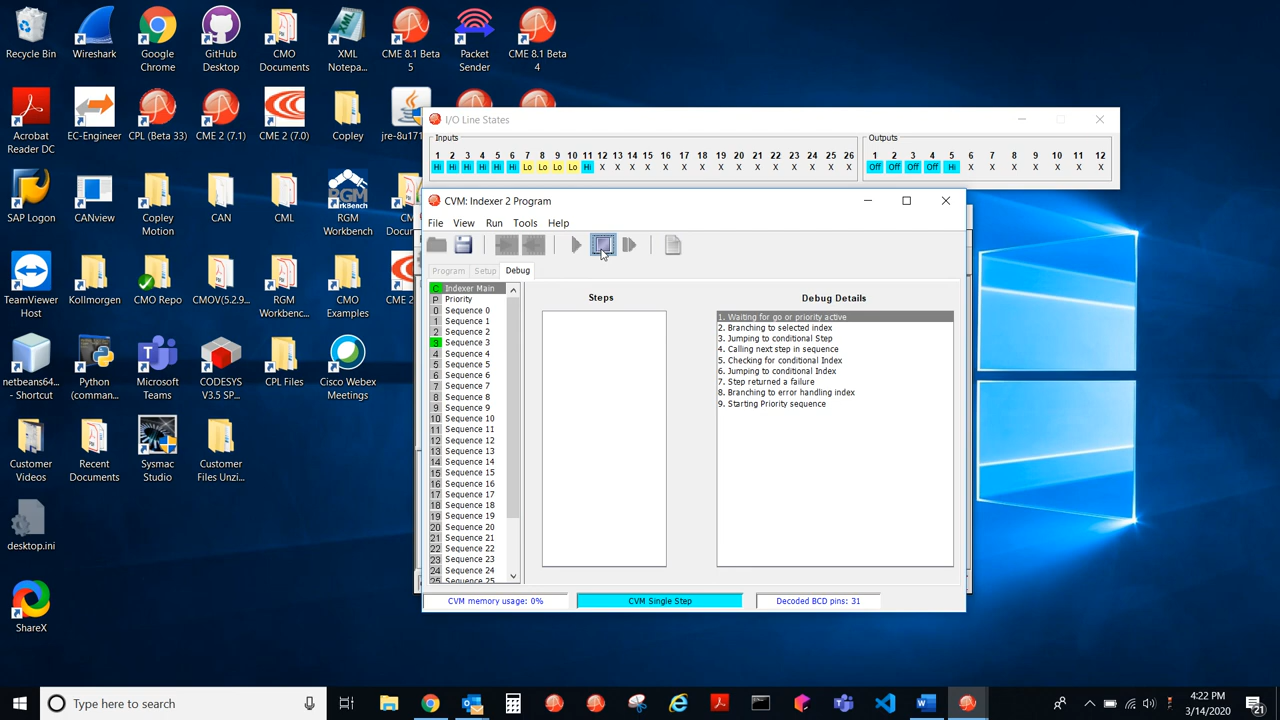 Recycle Bin
Wireshark
Google Chrome
GitHub Desktop
CMO Documents
XML Notepa...
CME 8.1 Beta 5
Packet Sender
CME 8.1 Beta 4
Acrobat Reader DC
EC-Engineer
CPL (Beta 33)
CME 2 (7.1)
CME 2 (7.0)
Copley
jre-8u171
SAP Logon
CANview
Copley Motion
CAN
CML
RGM Workbench
TeamViewer Host
Kollmorgen
CMO Repo
CMOV(5.2.9...
RGM Workbenc...
CMO Examples
CME 2
netbeans64... - Shortcut
Python (comman...
Microsoft Teams
CODESYS V3.5 SP...
CPL Files
Cisco Webex Meetings
Customer Videos
Recent Documents
Sysmac Studio
Customer Files Unzi...
desktop.ini
ShareX
I/O Line States
Inputs
1 2 3 4 5 6 7 8 9 10 11 12 13 14 15 16 17 18 19 20 21 22 23 24 25 26
Hi Hi Hi Hi Hi Hi Lo Lo Lo Lo Hi X X X X X X X X X X X X X X X
Outputs
1 2 3 4 5 6 7 8 9 10 11 12
Off Off Off Off Hi X X X X X X X
CVM: Indexer 2 Program
File View Run Tools Help
Program Setup Debug
C Indexer Main
P Priority
0 Sequence 0
1 Sequence 1
2 Sequence 2
3 Sequence 3
4 Sequence 4
5 Sequence 5
6 Sequence 6
7 Sequence 7
8 Sequence 8
9 Sequence 9
10 Sequence 10
11 Sequence 11
12 Sequence 12
13 Sequence 13
14 Sequence 14
15 Sequence 15
16 Sequence 16
17 Sequence 17
18 Sequence 18
19 Sequence 19
20 Sequence 20
21 Sequence 21
22 Sequence 22
23 Sequence 23
24 Sequence 24
25 Sequence 25
Steps
Debug Details
1. Waiting for go or priority active
2. Branching to selected index
3. Jumping to conditional Step
4. Calling next step in sequence
5. Checking for conditional Index
6. Jumping to conditional Index
7. Step returned a failure
8. Branching to error handling index
9. Starting Priority sequence
CVM memory usage: 0%
CVM Single Step
Decoded BCD pins: 31
Type here to search
4:22 PM
3/14/2020
21